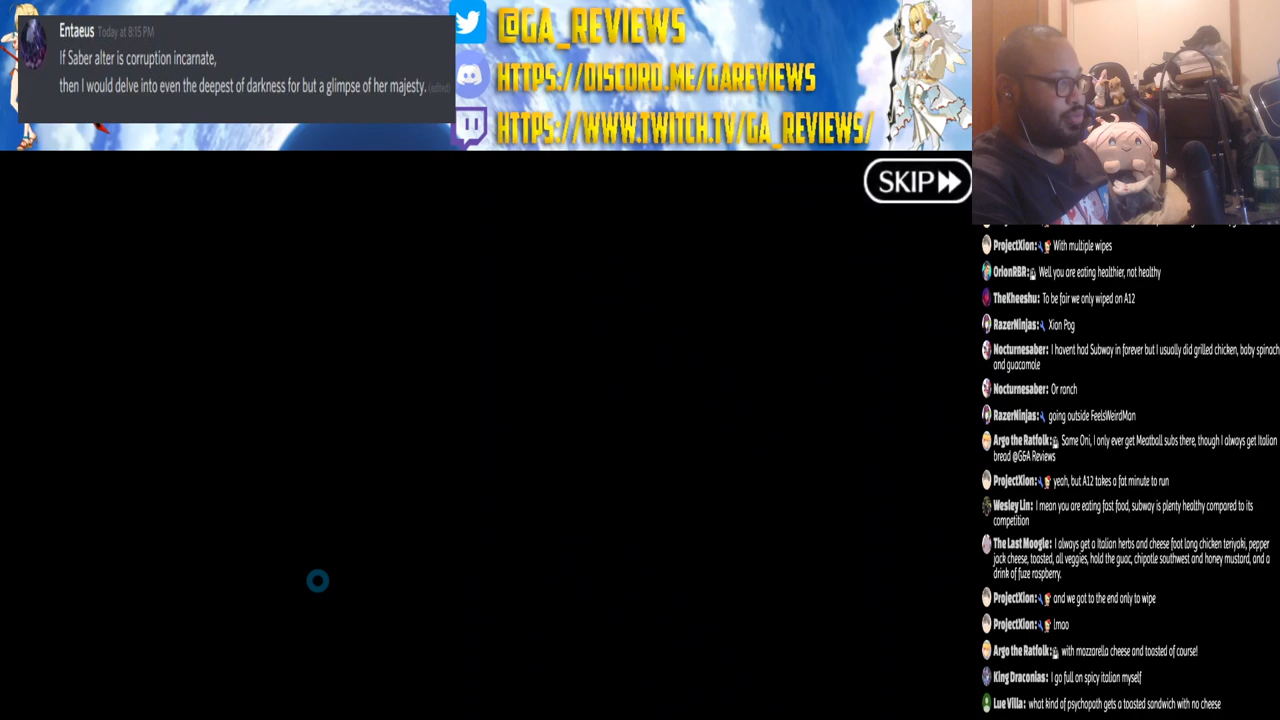 Entaeus Today at 8:15 PM
If Saber alter is corruption incarnate,
then I would delve into even the deepest of darkness for but a glimpse of her majesty. (edited)
@GA_REVIEWS
HTTPS://DISCORD.ME/GAREVIEWS
HTTPS://WWW.TWITCH.TV/GA_REVIEWS/
SKIP
ProjectXion: With multiple wipes
OrionRBR: Well you are eating healthier, not healthy
TheKheeshu: To be fair we only wiped on A12
RazerNinjas: Xion Pog
Nocturnesaber: I havent had Subway in forever but I usually did grilled chicken, baby spinach
and guacamole
Nocturnesaber: Or ranch
RazerNinjas: going outside FeelsWeirdMan
Argo the Ratfolk: Same Oni, I only ever get Meatball subs there, though I always get Italian
bread @G&A Reviews
ProjectXion: yeah, but A12 takes a fat minute to run
Wesley Lin: I mean you are eating fast food, subway is plenty healthy compared to its
competition
The Last Moogle: I always get a Italian herbs and cheese foot long chicken teriyaki, pepper
jack cheese, toasted, all veggies, hold the guac, chipotle southwest and honey mustard, and a
drink of fuze raspberry.
ProjectXion: and we got to the end only to wipe
ProjectXion: lmao
Argo the Ratfolk: with mozzarella cheese and toasted of course!
King Draconias: I go full on spicy italian myself
Lue Villa: what kind of psychopath gets a toasted sandwich with no cheese